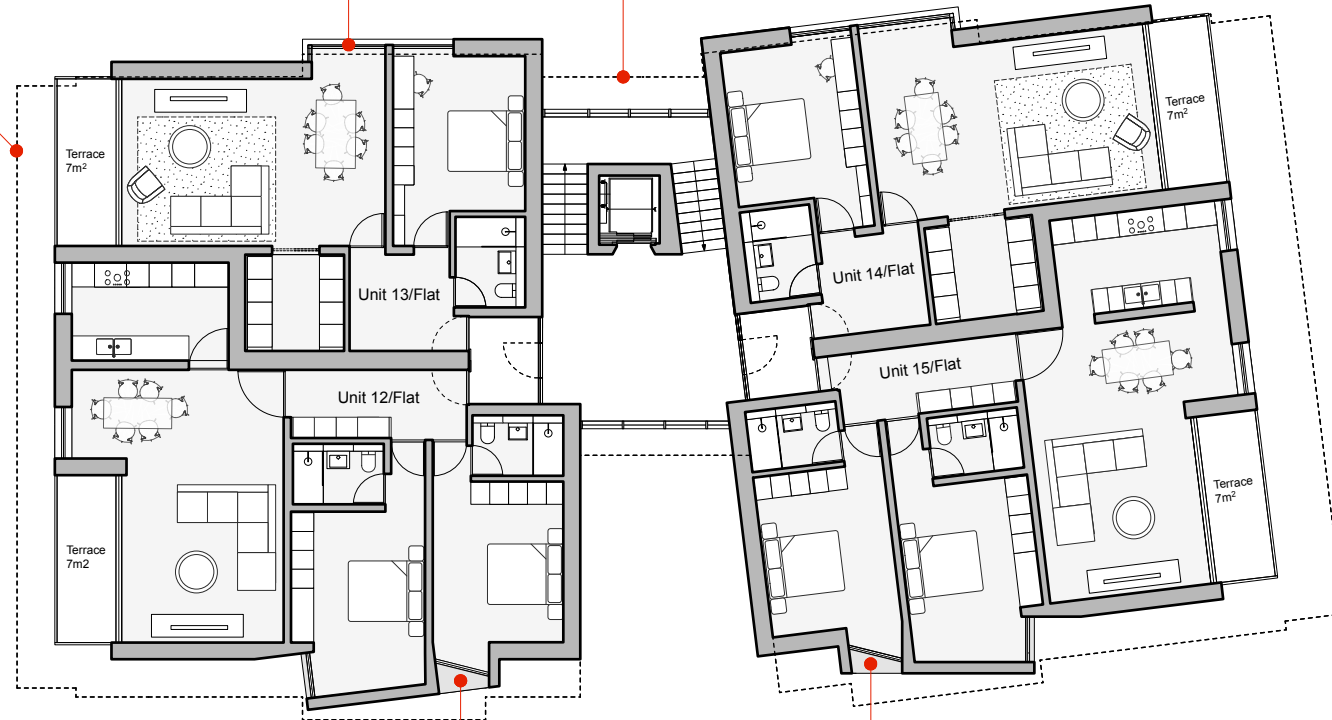 Terrace
7m²
Terrace
7m²
Unit 13/Flat
Unit 14/Flat
Unit 12/Flat
Unit 15/Flat
Terrace
7m2
Terrace
7m²